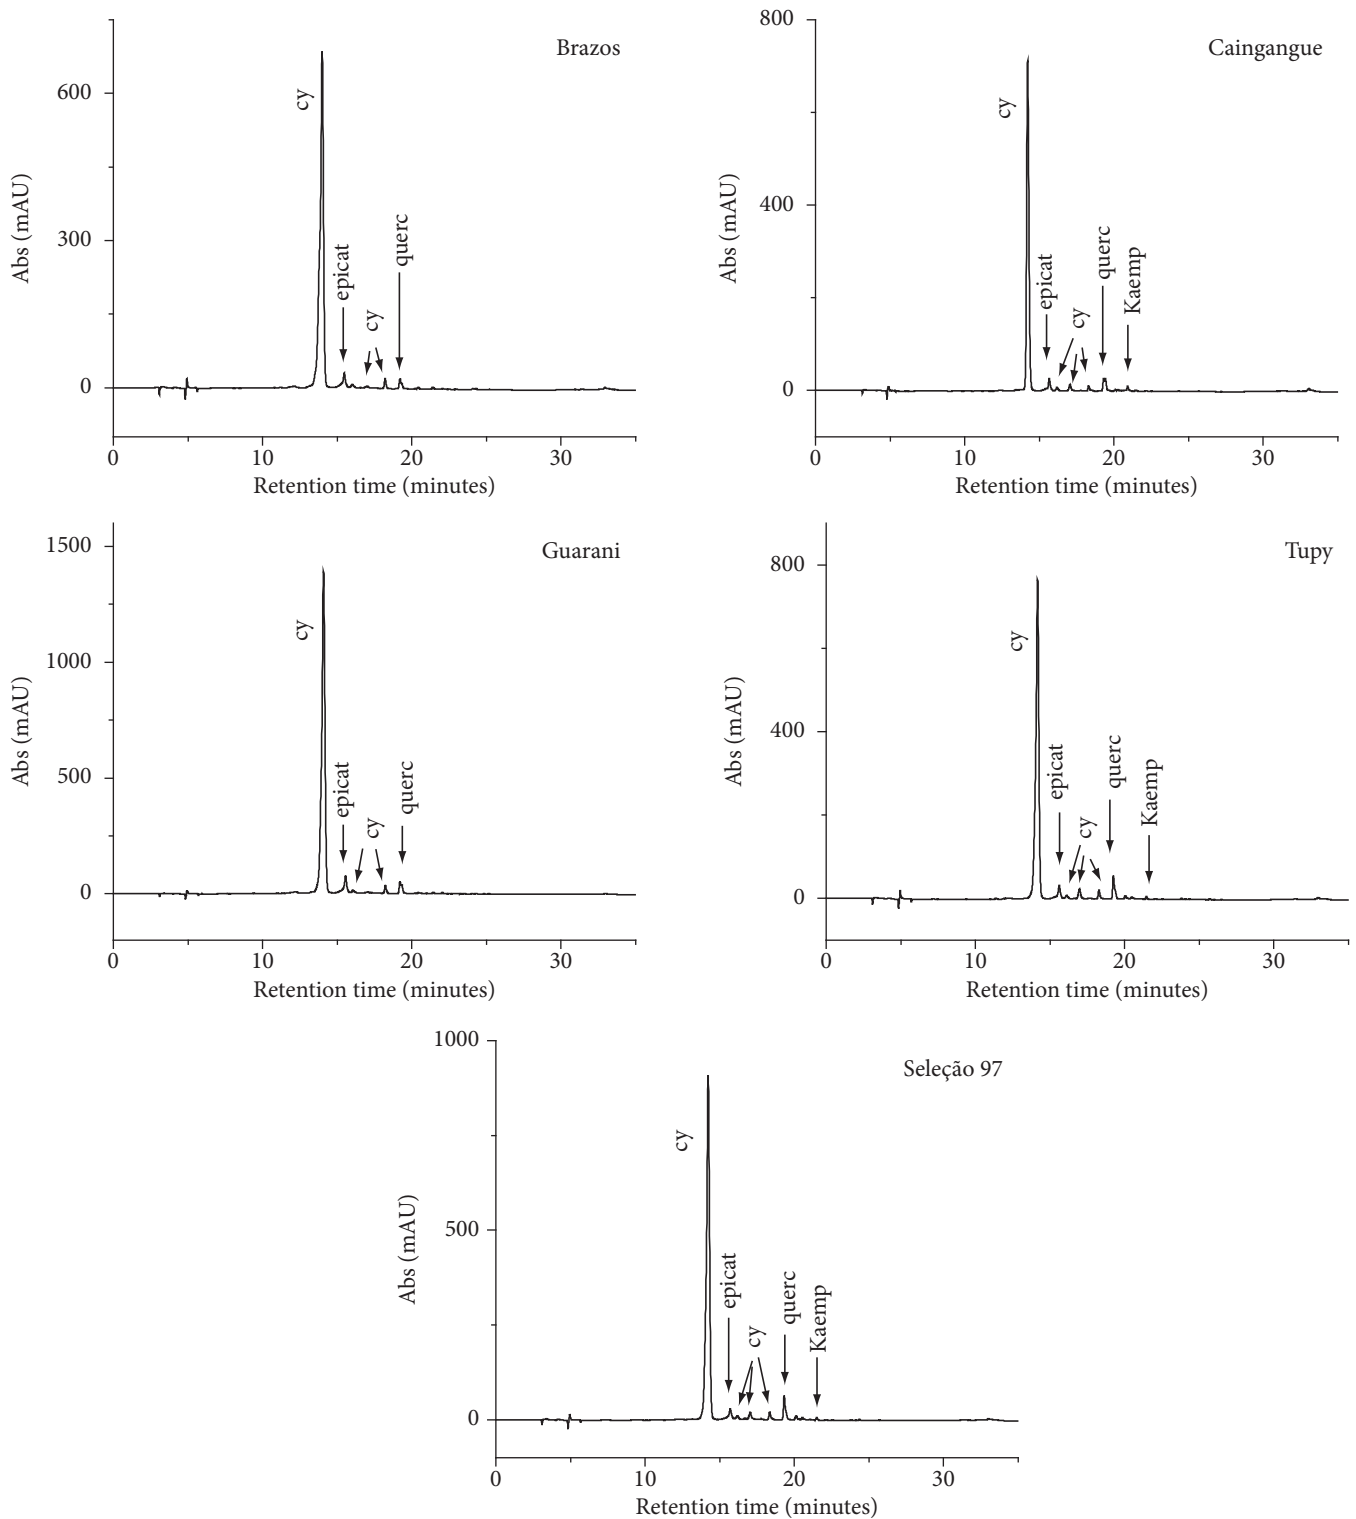 Brazos
Abs (mAU)
600
300
0
cy
epicat
cy
querc
0 10 20 30
Retention time (minutes)
Caingangue
Abs (mAU)
800
400
0
cy
epicat
cy
querc
Kaemp
0 10 20 30
Retention time (minutes)
Guarani
Abs (mAU)
1500
1000
500
0
cy
epicat
cy
querc
0 10 20 30
Retention time (minutes)
Tupy
Abs (mAU)
800
400
0
cy
epicat
cy
querc
Kaemp
0 10 20 30
Retention time (minutes)
Seleção 97
Abs (mAU)
1000
500
0
cy
epicat
cy
querc
Kaemp
0 10 20 30
Retention time (minutes)